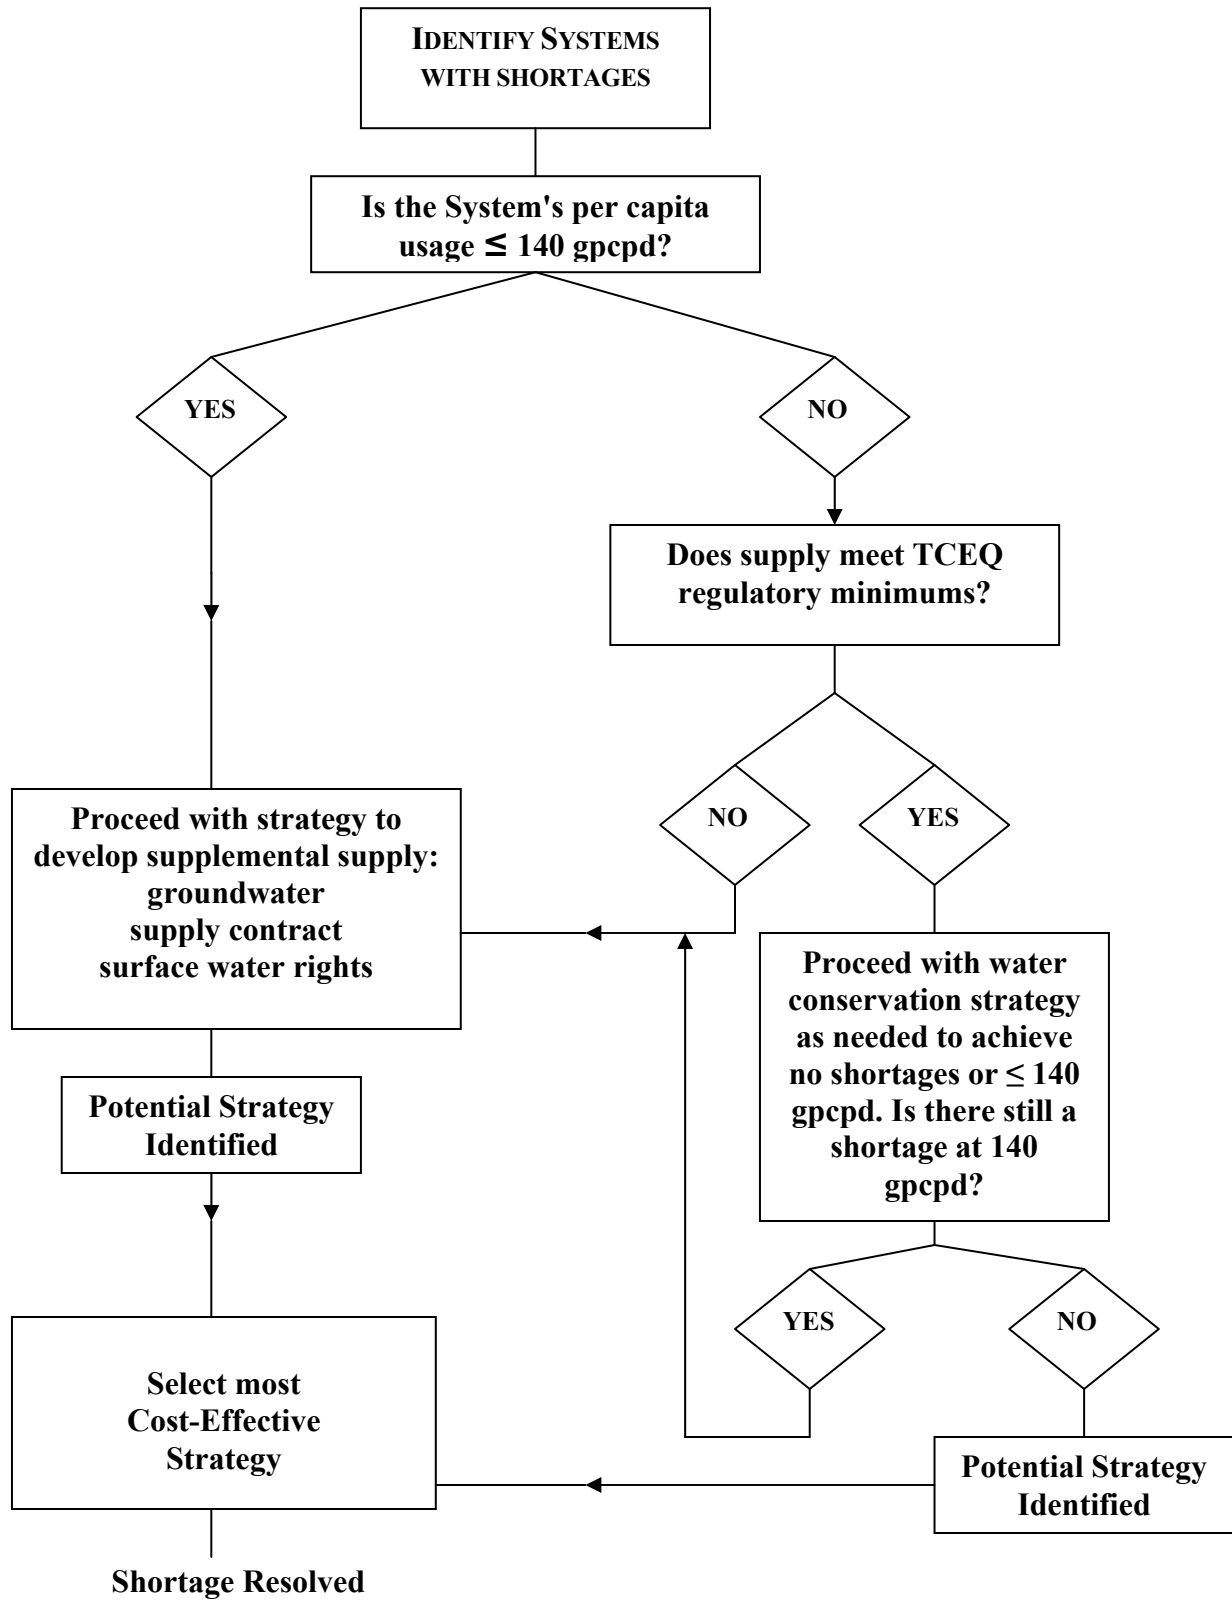 IDENTIFY SYSTEMS
WITH SHORTAGES
Is the System's per capita
usage ≤ 140 gpcpd?
YES
NO
Does supply meet TCEQ
regulatory minimums?
NO
YES
Proceed with strategy to
develop supplemental supply:
groundwater
supply contract
surface water rights
Proceed with water
conservation strategy
as needed to achieve
no shortages or ≤ 140
gpcpd. Is there still a
shortage at 140
gpcpd?
Potential Strategy
Identified
YES
NO
Select most
Cost-Effective
Strategy
Potential Strategy
Identified
Shortage Resolved